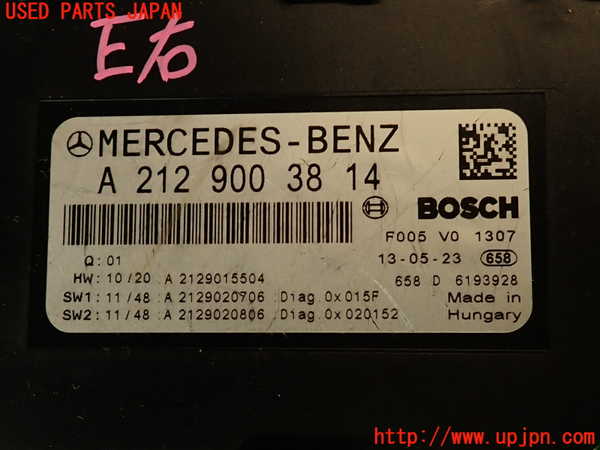 USED PARTS JAPAN
E右
MERCEDES-BENZ
A 212 900 38 14
BOSCH
F005 V0 1307
Q: 01
13-05-23 658
HW: 10/20 A 2129015504
658 D 6193928
SW1: 11/48 A 2129020706 Diag.0x015F
Made in
SW2: 11/48 A 2129020806 Diag.0x020152
Hungary
http://www.upjpn.com/